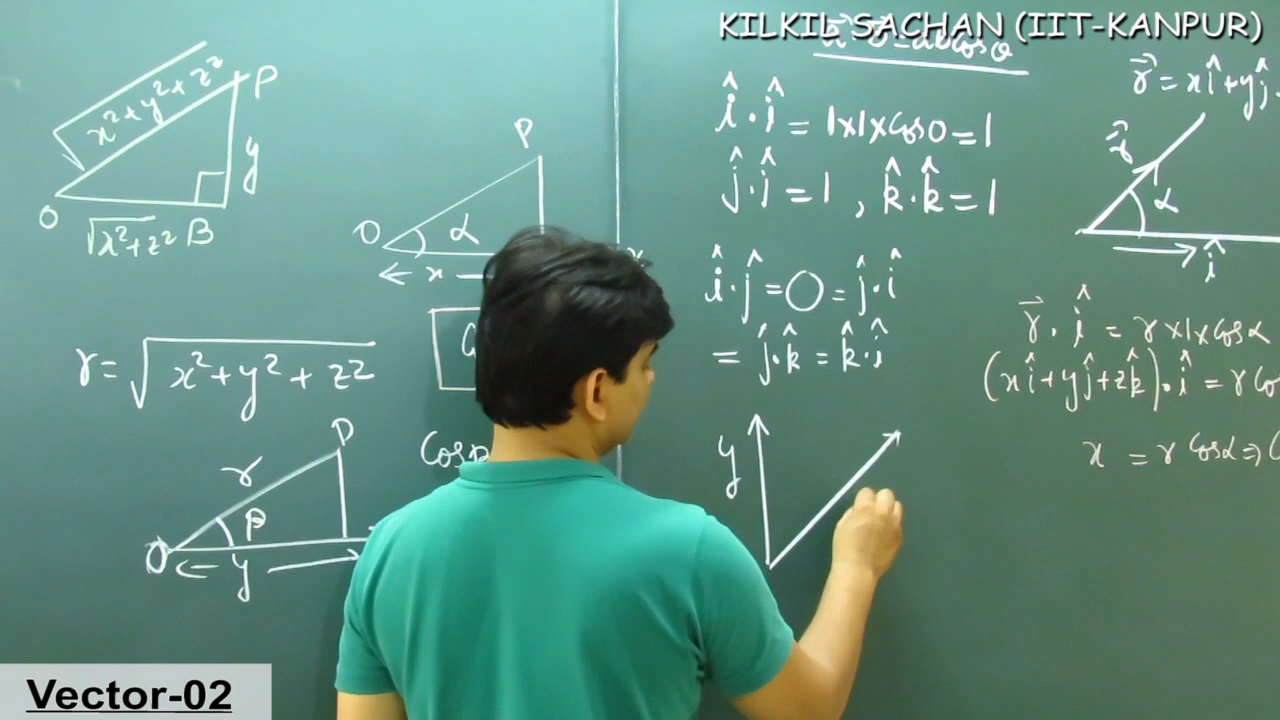 KILKIL SACHAN (IIT-KANPUR)
x²+y²+z²
P
y
O
√x²+z² B
P
O
α
← x —
r = √x²+y²+z²
P
r
β
O
← y →
î·î = 1×1×cos0 = 1
ĵ·ĵ = 1 , k̂·k̂ = 1
î·ĵ = 0 = ĵ·î
= ĵ·k̂ = k̂·ĵ
y
r⃗ = xî+yĵ
r⃗
α
î
r⃗·î = r×1×cosα
(xî+yĵ+zk̂)·î = r co
x = r cosα ⇒
Vector-02